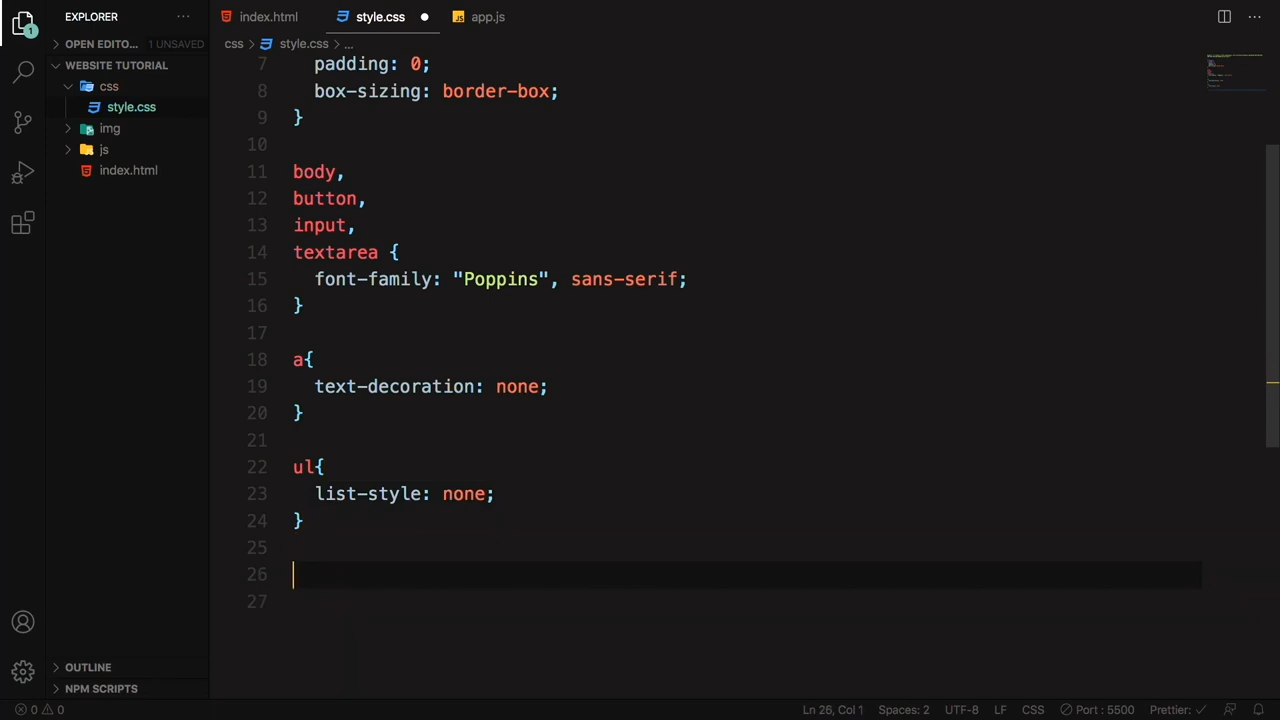 EXPLORER
index.html
style.css
app.js
OPEN EDITO... 1 UNSAVED
css > style.css > ...
WEBSITE TUTORIAL
css
style.css
img
js
index.html
1
7 padding: 0;
8 box-sizing: border-box;
9 }
10
11 body,
12 button,
13 input,
14 textarea {
15 font-family: "Poppins", sans-serif;
16 }
17
18 a{
19 text-decoration: none;
20 }
21
22 ul{
23 list-style: none;
24 }
25
26
27
OUTLINE
NPM SCRIPTS
0 0 Ln 26, Col 1 Spaces: 2 UTF-8 LF CSS Port : 5500 Prettier: ✓